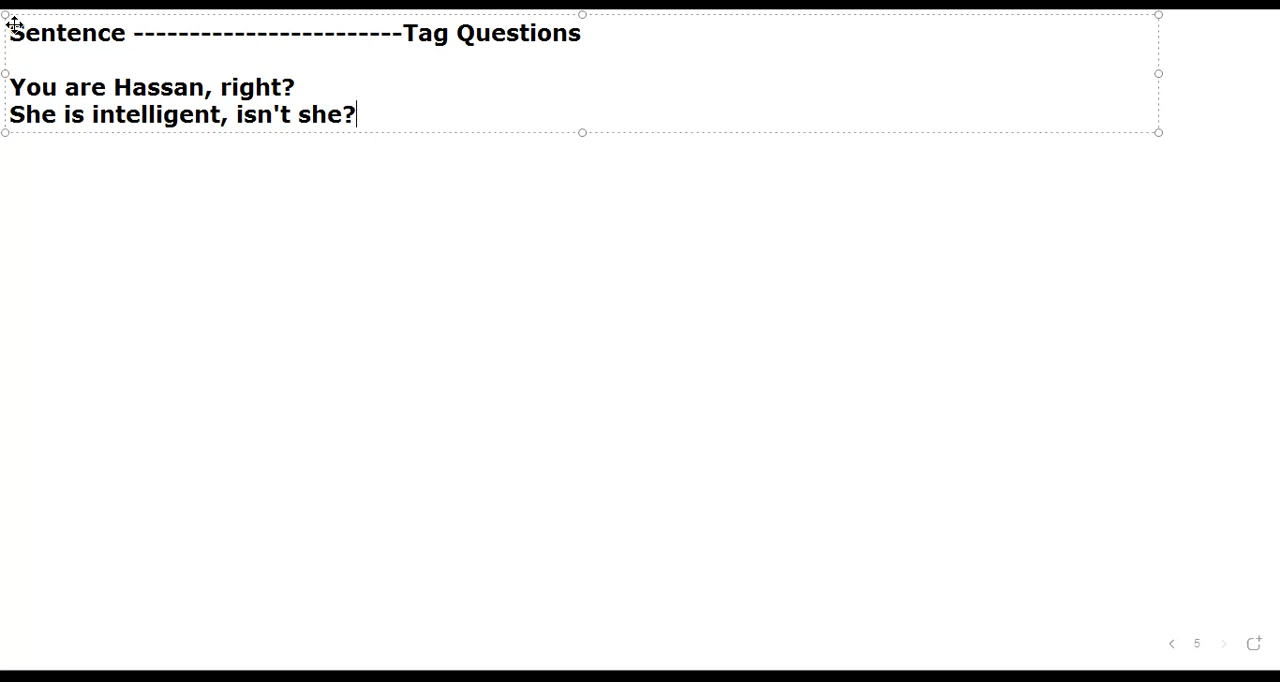 Sentence ------------------------Tag Questions
You are Hassan, right?
She is intelligent, isn't she?
5